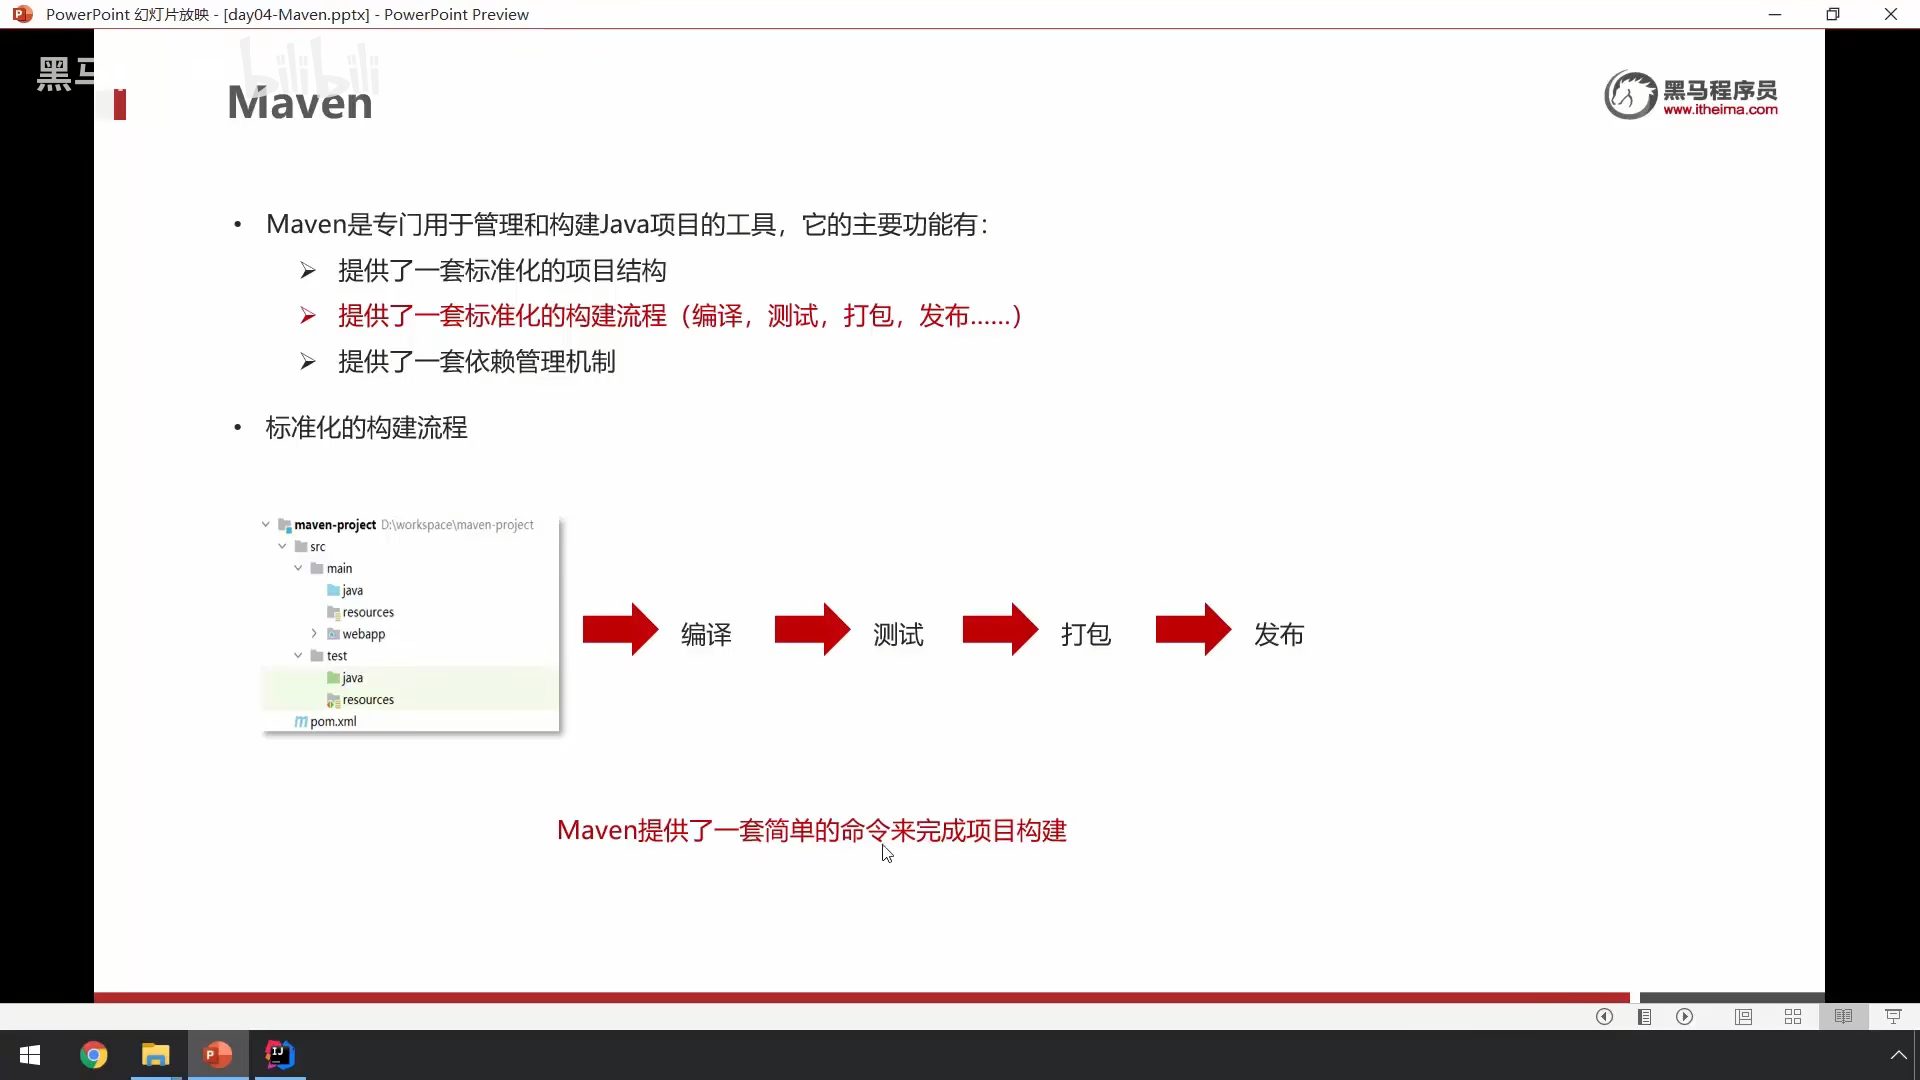 PowerPoint 幻灯片放映 - [day04-Maven.pptx] - PowerPoint Preview
黑马
bilibili
Maven
黑马程序员
www.itheima.com
• Maven是专门用于管理和构建Java项目的工具，它的主要功能有：
➢ 提供了一套标准化的项目结构
➢ 提供了一套标准化的构建流程（编译，测试，打包，发布……）
➢ 提供了一套依赖管理机制
• 标准化的构建流程
maven-project D:\workspace\maven-project
src
main
java
resources
webapp
test
java
resources
pom.xml
编译 测试 打包 发布
Maven提供了一套简单的命令来完成项目构建